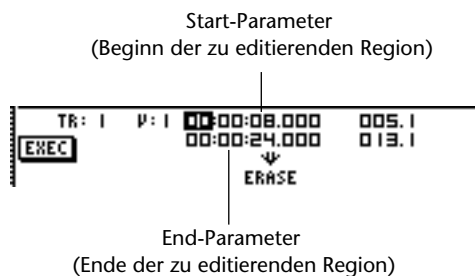 Start-Parameter
(Beginn der zu editierenden Region)
TR: 1 V: 1 00:00:08.000 005.1
EXEC 00:00:24.000 013.1
ERASE
End-Parameter
(Ende der zu editierenden Region)